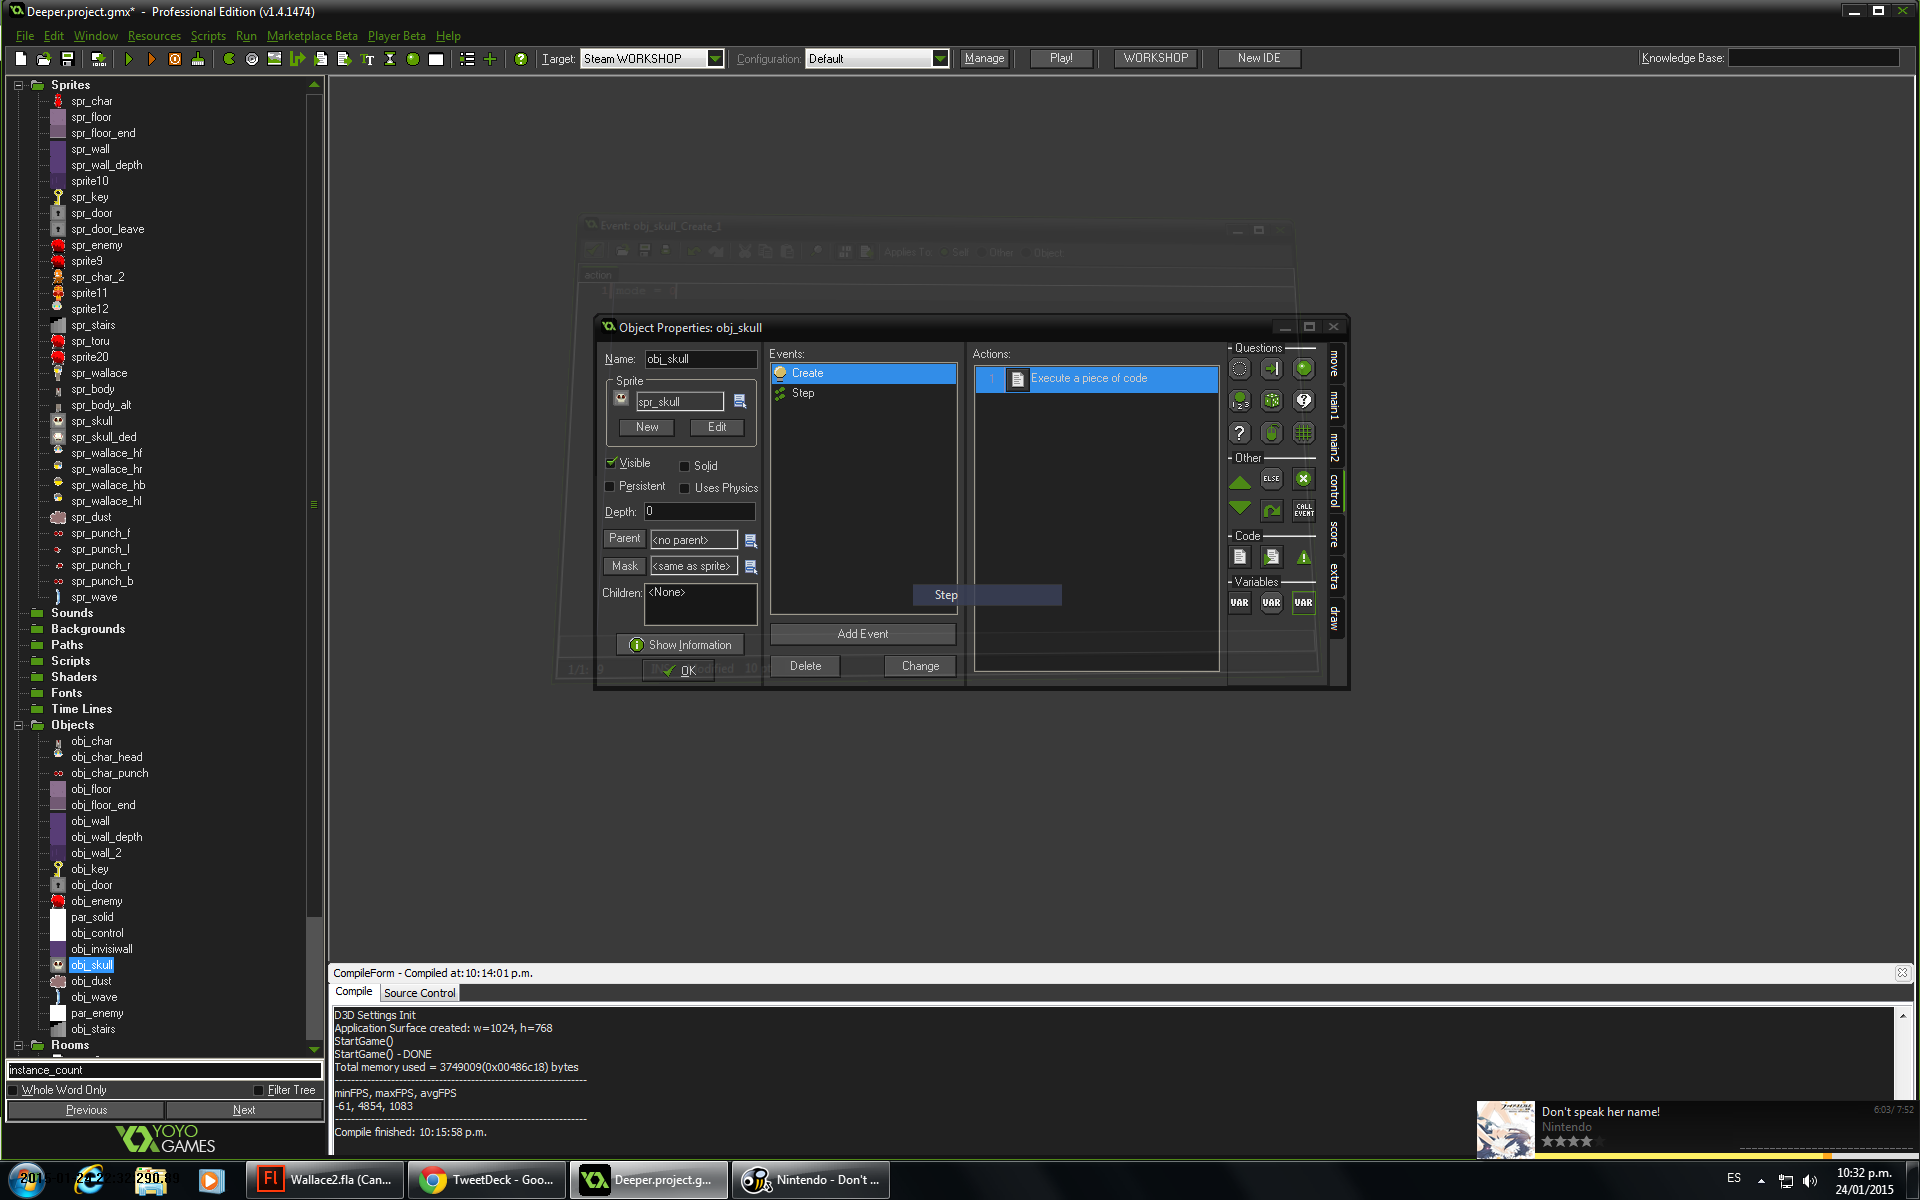 Deeper.project.gmx* - Professional Edition (v1.4.1474)
File Edit Window Resources Scripts Run Marketplace Beta Player Beta Help
Target: Steam WORKSHOP Configuration: Default Manage Play! WORKSHOP New IDE Knowledge Base:
Sprites
spr_char
spr_floor
spr_floor_end
spr_wall
spr_wall_depth
sprite10
spr_key
spr_door
spr_door_leave
spr_enemy
sprite9
spr_char_2
sprite11
sprite12
spr_stairs
spr_toru
sprite20
spr_wallace
spr_body
spr_body_alt
spr_skull
spr_skull_ded
spr_wallace_hf
spr_wallace_hr
spr_wallace_hb
spr_wallace_hl
spr_dust
spr_punch_f
spr_punch_l
spr_punch_r
spr_punch_b
spr_wave
Sounds
Backgrounds
Paths
Scripts
Shaders
Fonts
Time Lines
Objects
obj_char
obj_char_head
obj_char_punch
obj_floor
obj_floor_end
obj_wall
obj_wall_depth
obj_wall_2
obj_key
obj_door
obj_enemy
par_solid
obj_control
obj_invisiwall
obj_skull
obj_dust
obj_wave
par_enemy
obj_stairs
Rooms
instance_count
Whole Word Only Filter Tree
Previous Next
YOYO
GAMES
Event: obj_skull_Create_1
Applies To: Self Other Object:
action
Object Properties: obj_skull
Name: obj_skull
Sprite
spr_skull
New Edit
Visible Solid
Persistent Uses Physics
Depth: 0
Parent <no parent>
Mask <same as sprite>
Children: <None>
Show Information
OK
Events:
Create
Step
Step
Add Event
Delete Change
Actions:
1 Execute a piece of code
Questions
Other
ELSE
CALL EVENT
Code
Variables
VAR VAR VAR
move
main1
main2
control
score
extra
draw
CompileForm - Compiled at:10:14:01 p.m.
Compile Source Control
D3D Settings Init
Application Surface created: w=1024, h=768
StartGame()
StartGame() - DONE
Total memory used = 3749009(0x00486c18) bytes
minFPS, maxFPS, avgFPS
-61, 4854, 1083
Compile finished: 10:15:58 p.m.
Don't speak her name! 6:03/ 7:52
Nintendo
Wallace2.fla (Can... TweetDeck - Goo... Deeper.project.g... Nintendo - Don't ...
ES 10:32 p.m.
24/01/2015